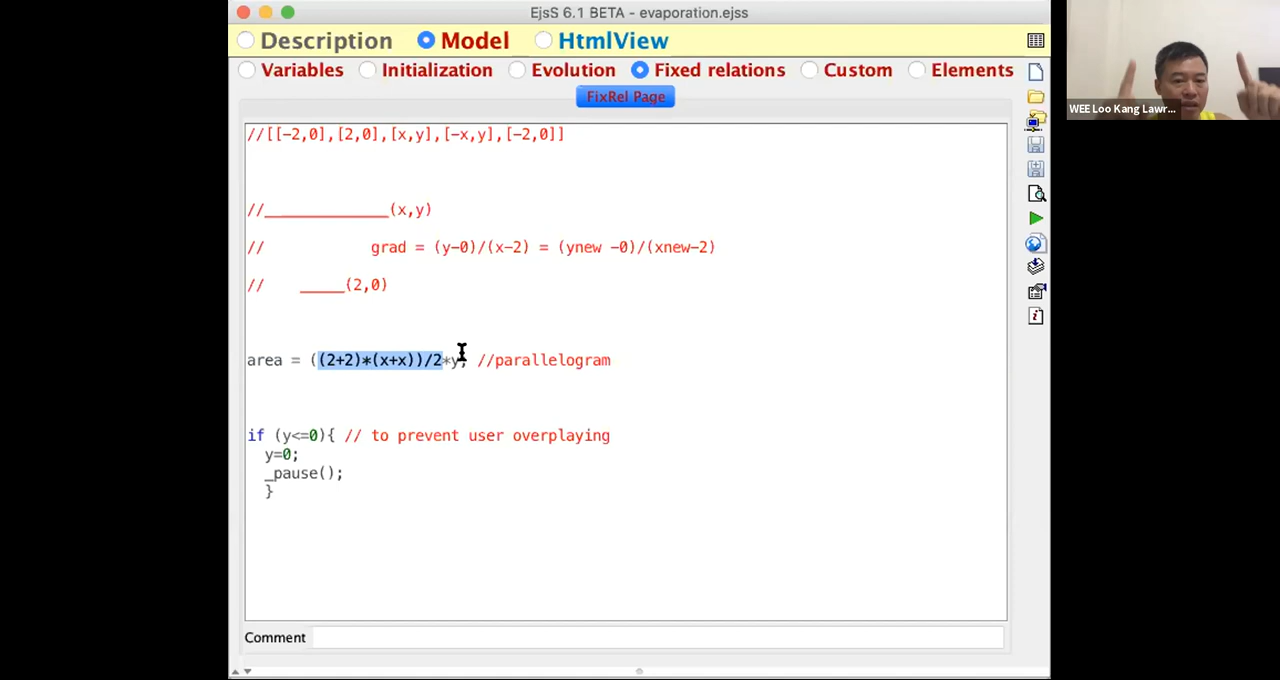 EjsS 6.1 BETA - evaporation.ejss
Description Model HtmlView
Variables Initialization Evolution Fixed relations Custom Elements
FixRel Page
WEE Loo Kang Lawr...
//[[-2,0],[2,0],[x,y],[-x,y],[-2,0]]
//______________(x,y)
// grad = (y-0)/(x-2) = (ynew -0)/(xnew-2)
// _____(2,0)
area = ((2+2)*(x+x))/2*y; //parallelogram
if (y<=0){ // to prevent user overplaying
y=0;
_pause();
}
Comment